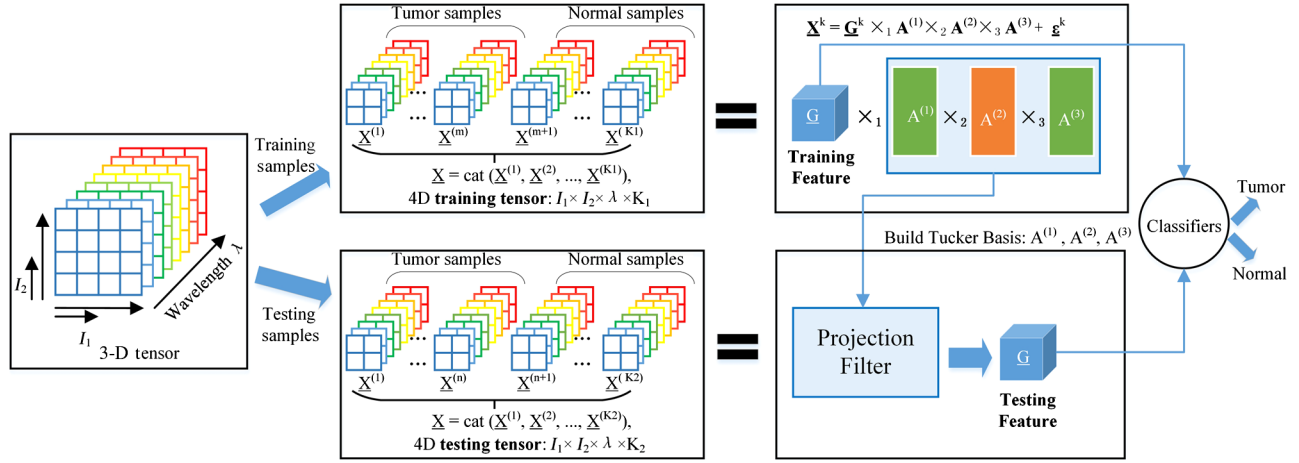 I₂
I₁
Wavelength λ
3-D tensor
Training
samples
Testing
samples
Tumor samples
Normal samples
... ...
X̲⁽¹⁾ X̲⁽ᵐ⁾ X̲⁽ᵐ⁺¹⁾ X̲⁽ᴷ¹⁾
X̲ = cat (X̲⁽¹⁾, X̲⁽²⁾, ..., X̲⁽ᴷ¹⁾),
4D training tensor: I₁× I₂× λ ×K₁
Tumor samples
Normal samples
... ...
X̲⁽¹⁾ X̲⁽ⁿ⁾ X̲⁽ⁿ⁺¹⁾ X̲⁽ᴷ²⁾
X̲ = cat (X̲⁽¹⁾, X̲⁽²⁾, ..., X̲⁽ᴷ²⁾),
4D testing tensor: I₁× I₂× λ ×K₂
=
=
X̲ᵏ = G̲ᵏ ×₁ A⁽¹⁾×₂ A⁽²⁾×₃ A⁽³⁾+ ε̲ᵏ
G̲ ×₁ A⁽¹⁾ ×₂ A⁽²⁾ ×₃ A⁽³⁾
Training
Feature
Build Tucker Basis: A⁽¹⁾ , A⁽²⁾, A⁽³⁾
Projection
Filter
G̲
Testing
Feature
Classifiers
Tumor
Normal